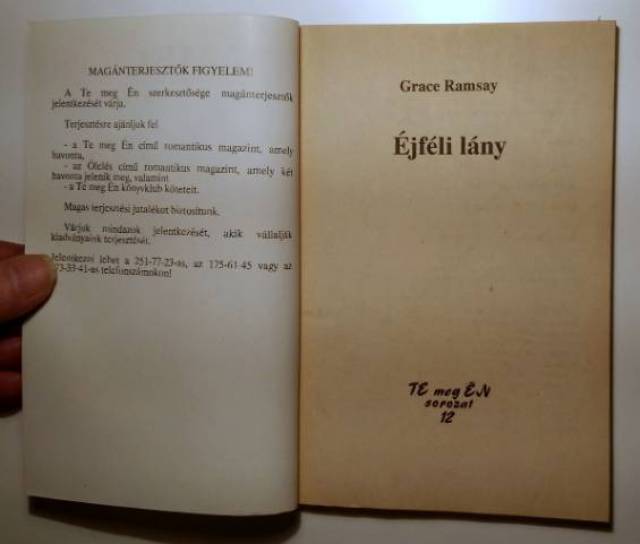 MAGÁNTERJESZTŐK FIGYELEM!
A Te meg Én szerkesztősége magánterjesztők
jelentkezését várja.
Terjesztésre ajánljuk fel
- a Te meg Én című romantikus magazint, amely
havonta,
- az Ölelés című romantikus magazint, amely két
havonta jelenik meg, valamint
- a Te meg Én könyvklub köteteit.
Magas terjesztési jutalékot biztosítunk.
Várjuk mindazok jelentkezését, akik vállalják
kiadványaink terjesztését.
Jelentkezni lehet a 251-77-23-as, az 175-61-45 vagy az
73-33-41-as telefonszámokon!
Grace Ramsay
Éjféli lány
TE meg ÉN
sorozat
12